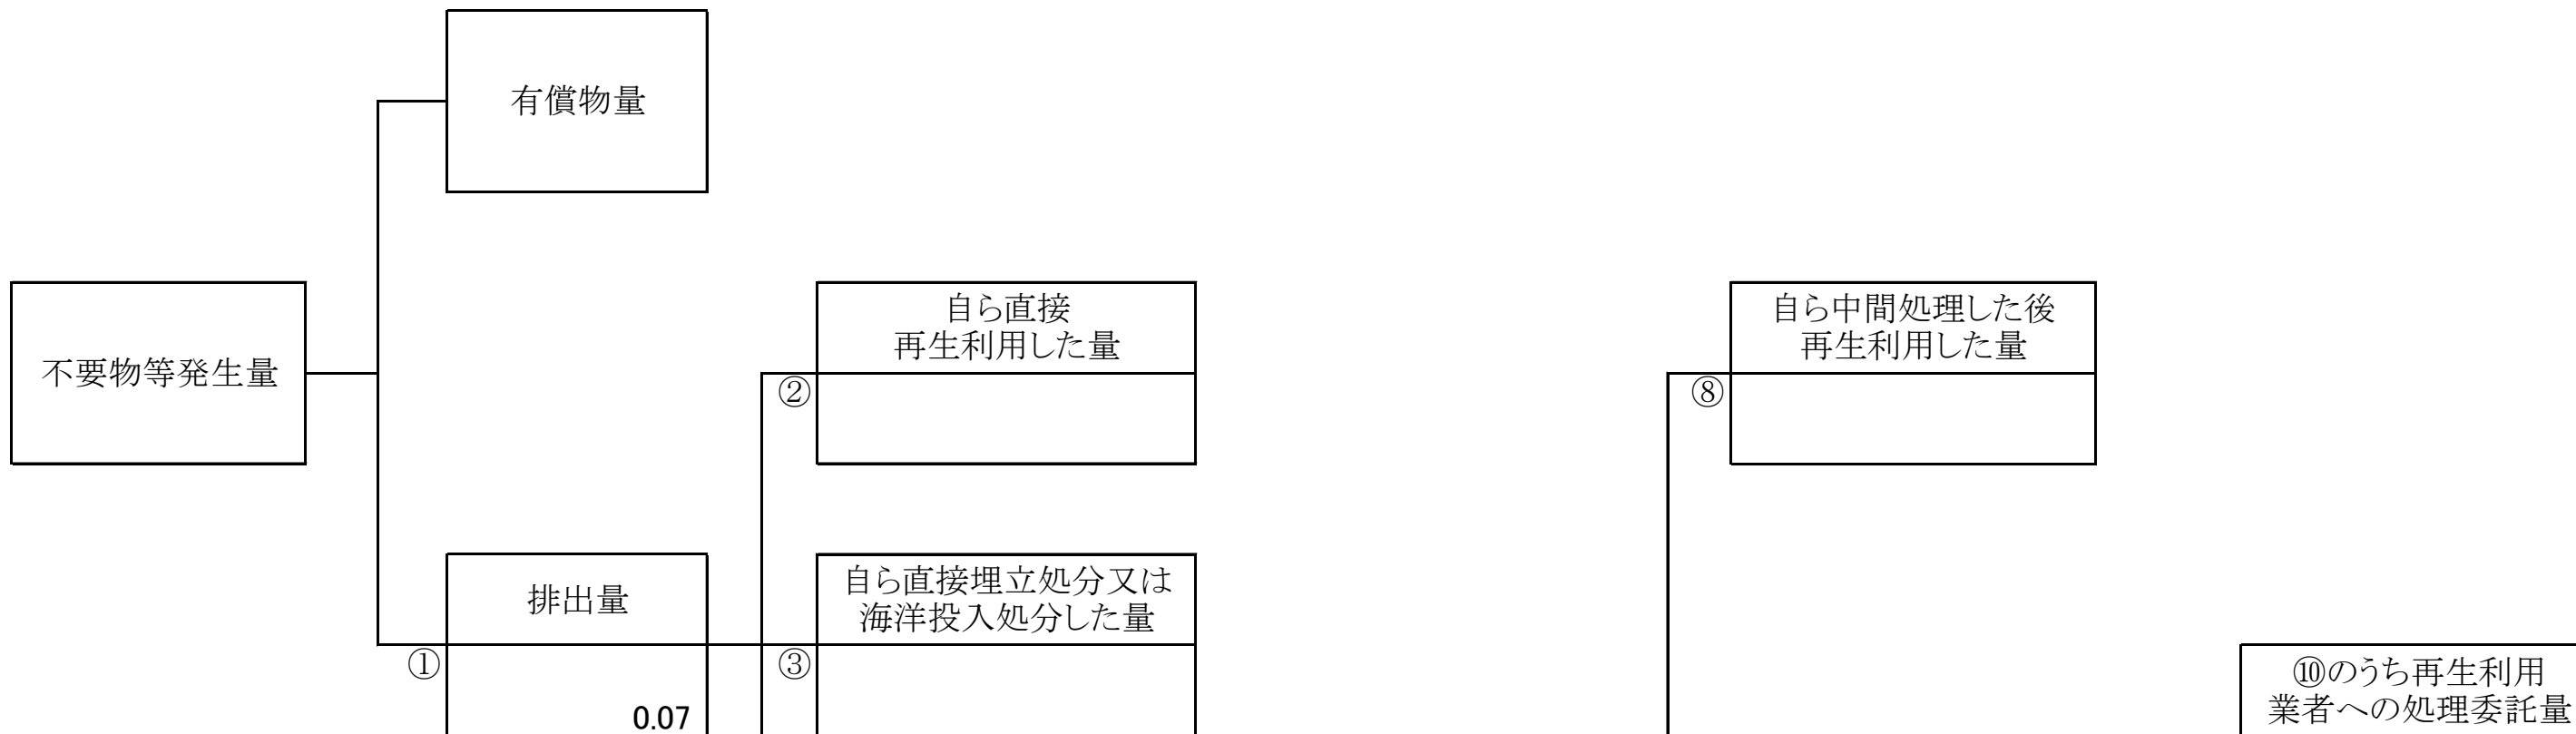 有償物量
不要物等発生量
自ら直接
再生利用した量
②
自ら中間処理した後
再生利用した量
⑧
排出量
①
0.07
自ら直接埋立処分又は
海洋投入処分した量
③
⑩のうち再生利用
業者への処理委託量